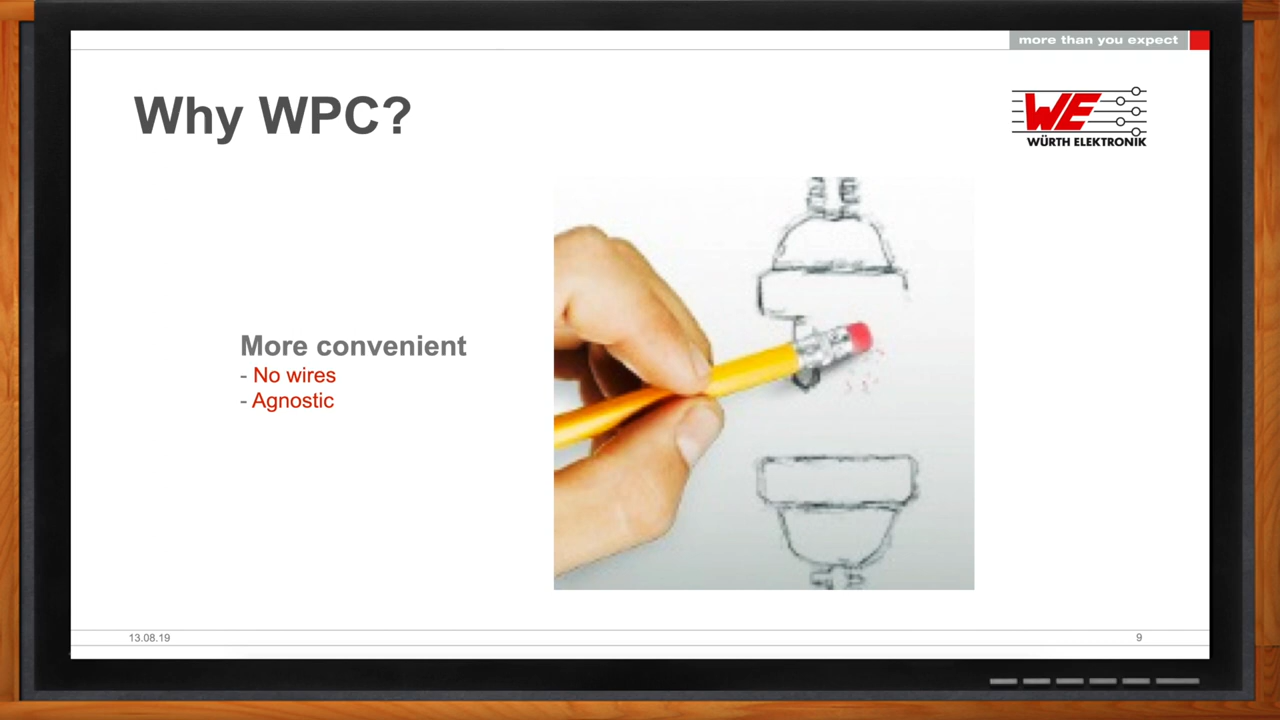 more than you expect
Why WPC?
WE
WÜRTH ELEKTRONIK
More convenient
- No wires
- Agnostic
13.08.19
9